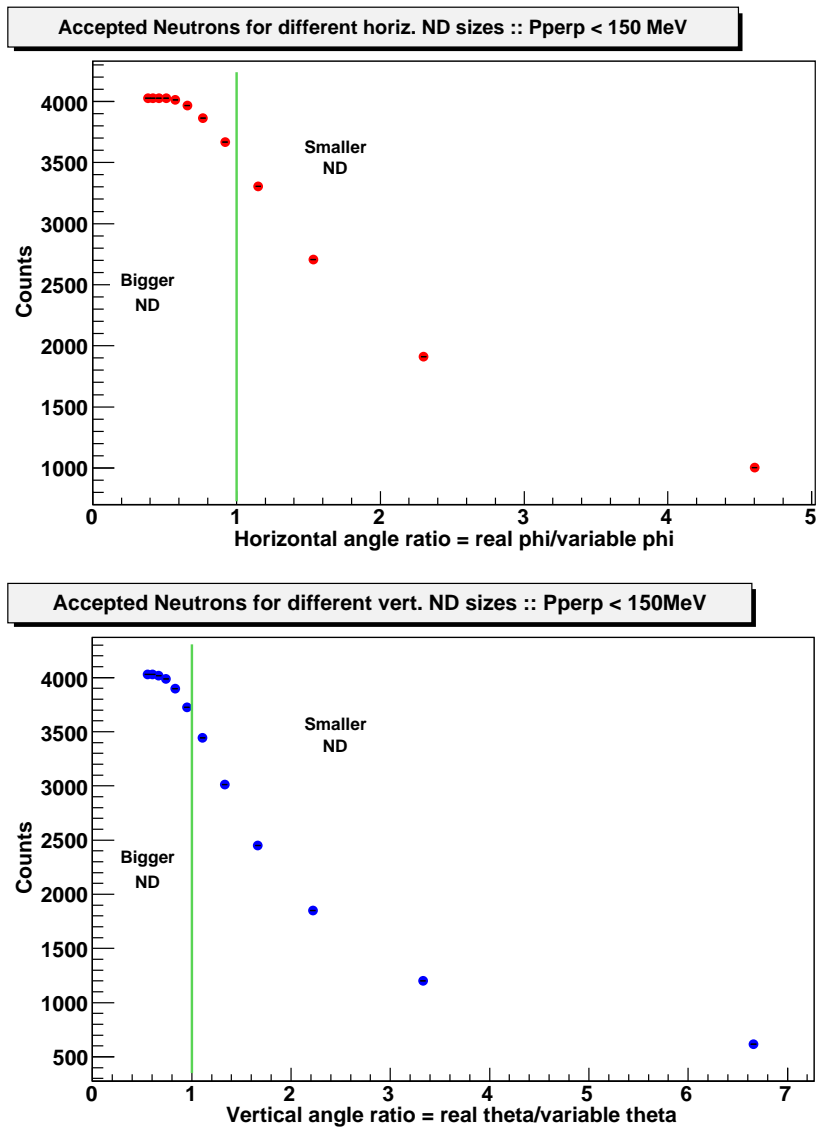 Accepted Neutrons for different horiz. ND sizes :: Pperp < 150 MeV
4000
3500
3000
2500
2000
1500
1000
Counts
Smaller
ND
Bigger
ND
0 1 2 3 4 5
Horizontal angle ratio = real phi/variable phi
Accepted Neutrons for different vert. ND sizes :: Pperp < 150MeV
4000
3500
3000
2500
2000
1500
1000
500
Counts
Smaller
ND
Bigger
ND
0 1 2 3 4 5 6 7
Vertical angle ratio = real theta/variable theta